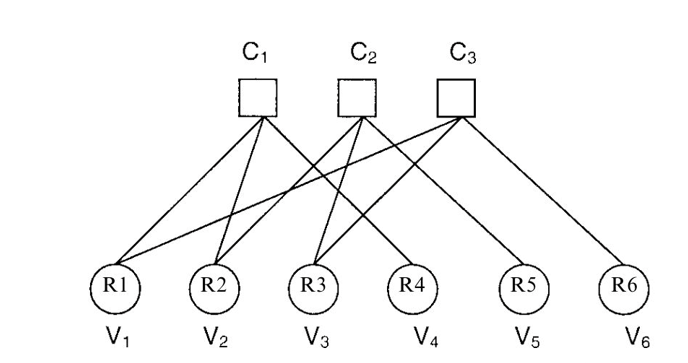 C₁ C₂ C₃
R1 R2 R3 R4 R5 R6
V₁ V₂ V₃ V₄ V₅ V₆